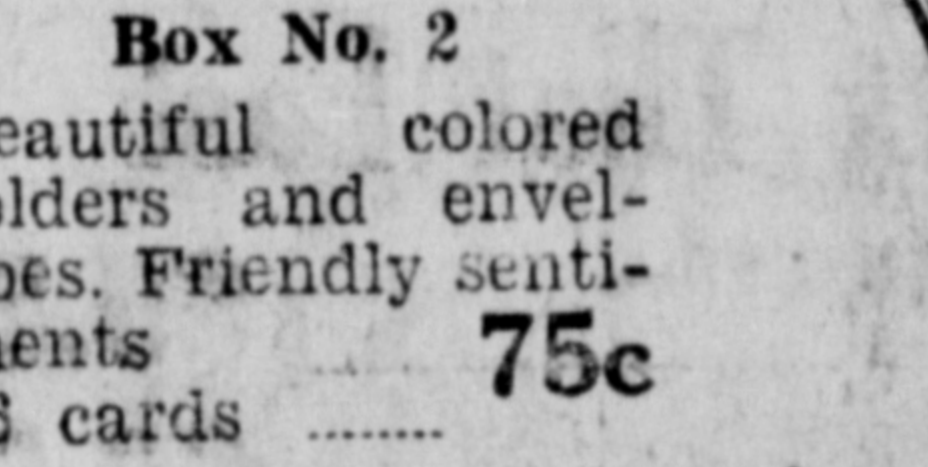 Box No. 2
eautiful colored
olders and envel-
pes. Friendly senti-
ents 75c
cards ........